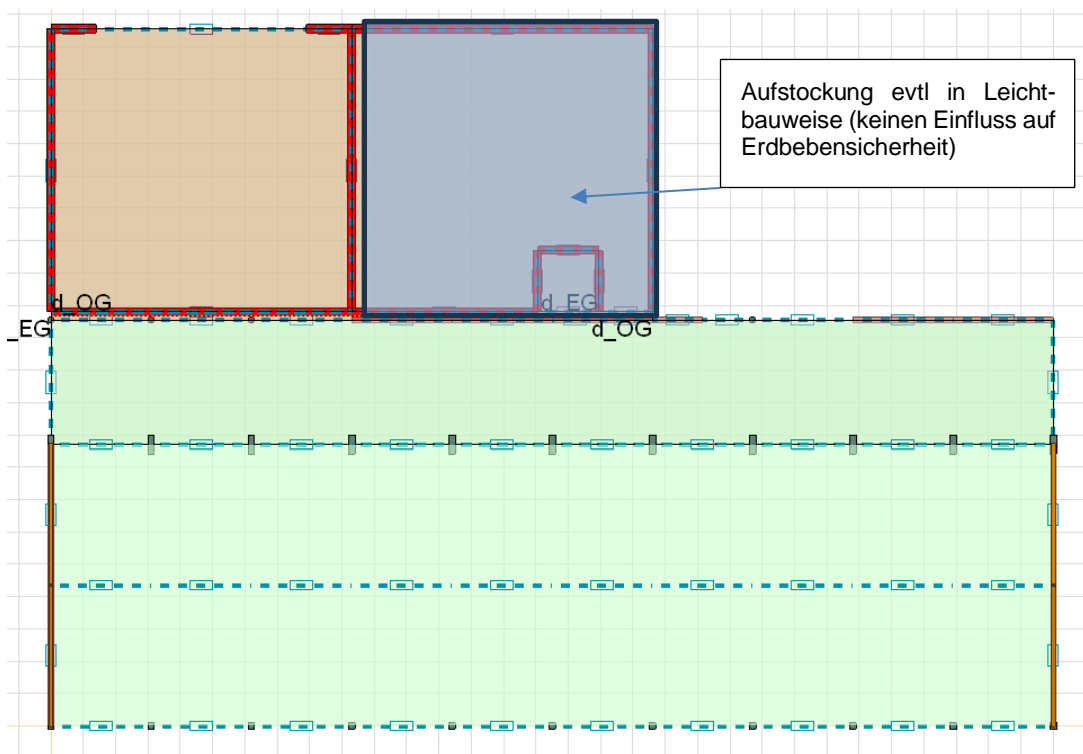 Aufstockung evtl in Leicht-
bauweise (keinen Einfluss auf
Erdbebensicherheit)
d_OG
d_EG
_EG
d_OG